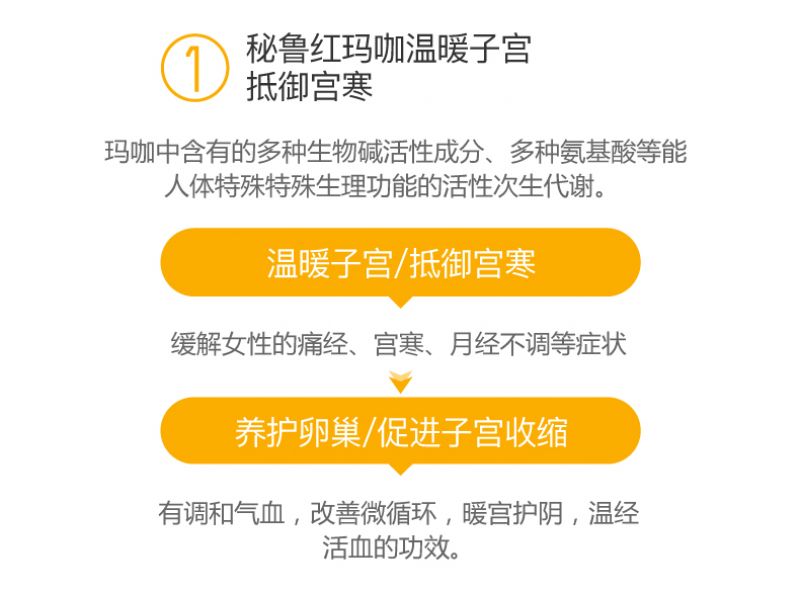 1
秘鲁红玛咖温暖子宫
抵御宫寒
玛咖中含有的多种生物碱活性成分、多种氨基酸等能
人体特殊特殊生理功能的活性次生代谢。
温暖子宫/抵御宫寒
缓解女性的痛经、宫寒、月经不调等症状
养护卵巢/促进子宫收缩
有调和气血，改善微循环，暖宫护阴，温经
活血的功效。